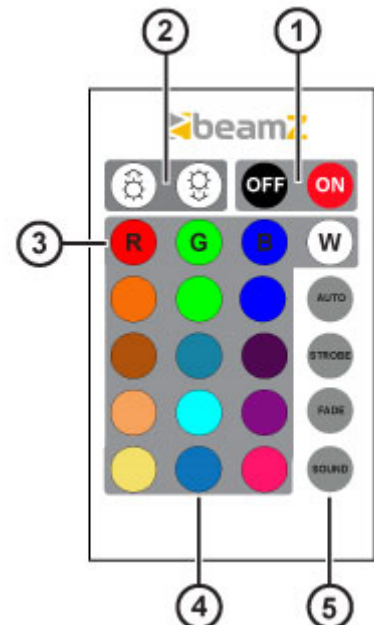 2 1
beamZ
OFF ON
3 R G B W
AUTO
STROBE
FADE
SOUND
4 5